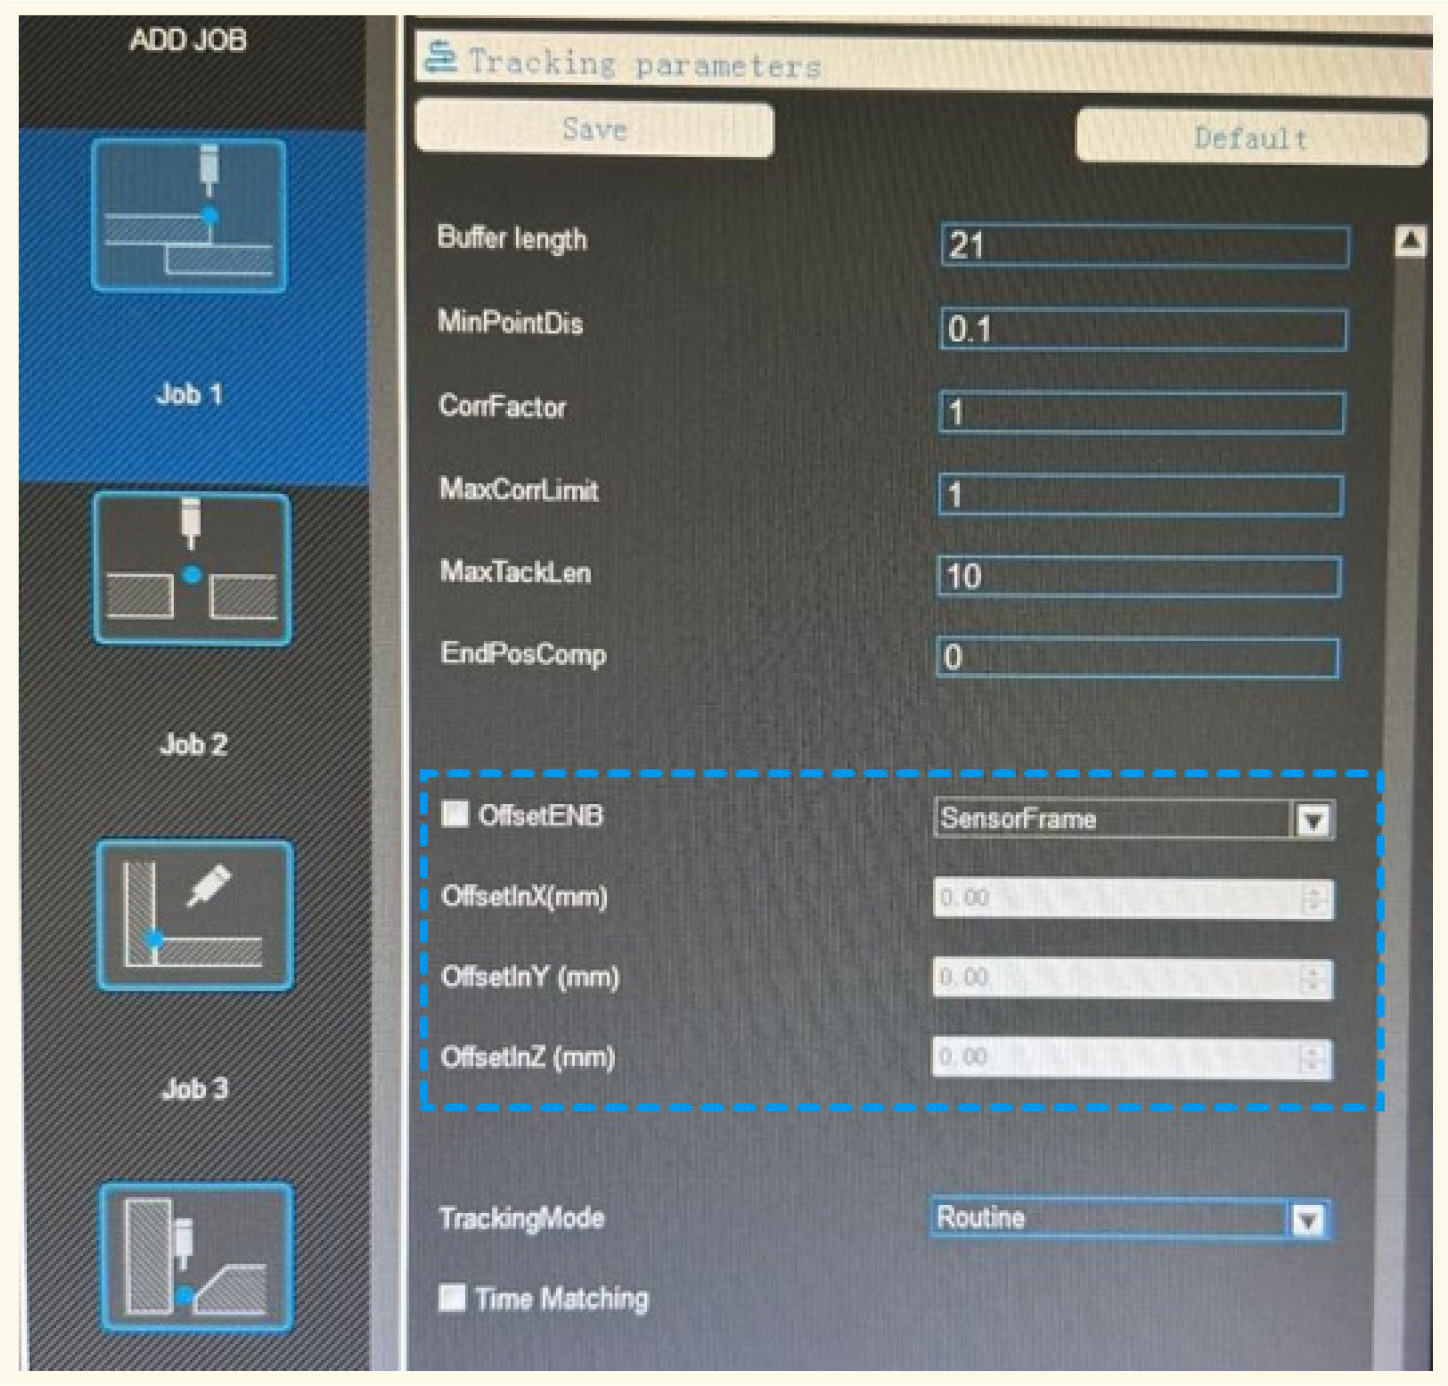 ADD JOB
Job 1
Job 2
Job 3
Tracking parameters
Save
Default
Buffer length
21
MinPointDis
0.1
CorrFactor
1
MaxCorrLimit
1
MaxTackLen
10
EndPosComp
0
OffsetENB
SensorFrame
OffsetInX(mm)
0.00
OffsetInY (mm)
0.00
OffsetInZ (mm)
0.00
TrackingMode
Routine
Time Matching